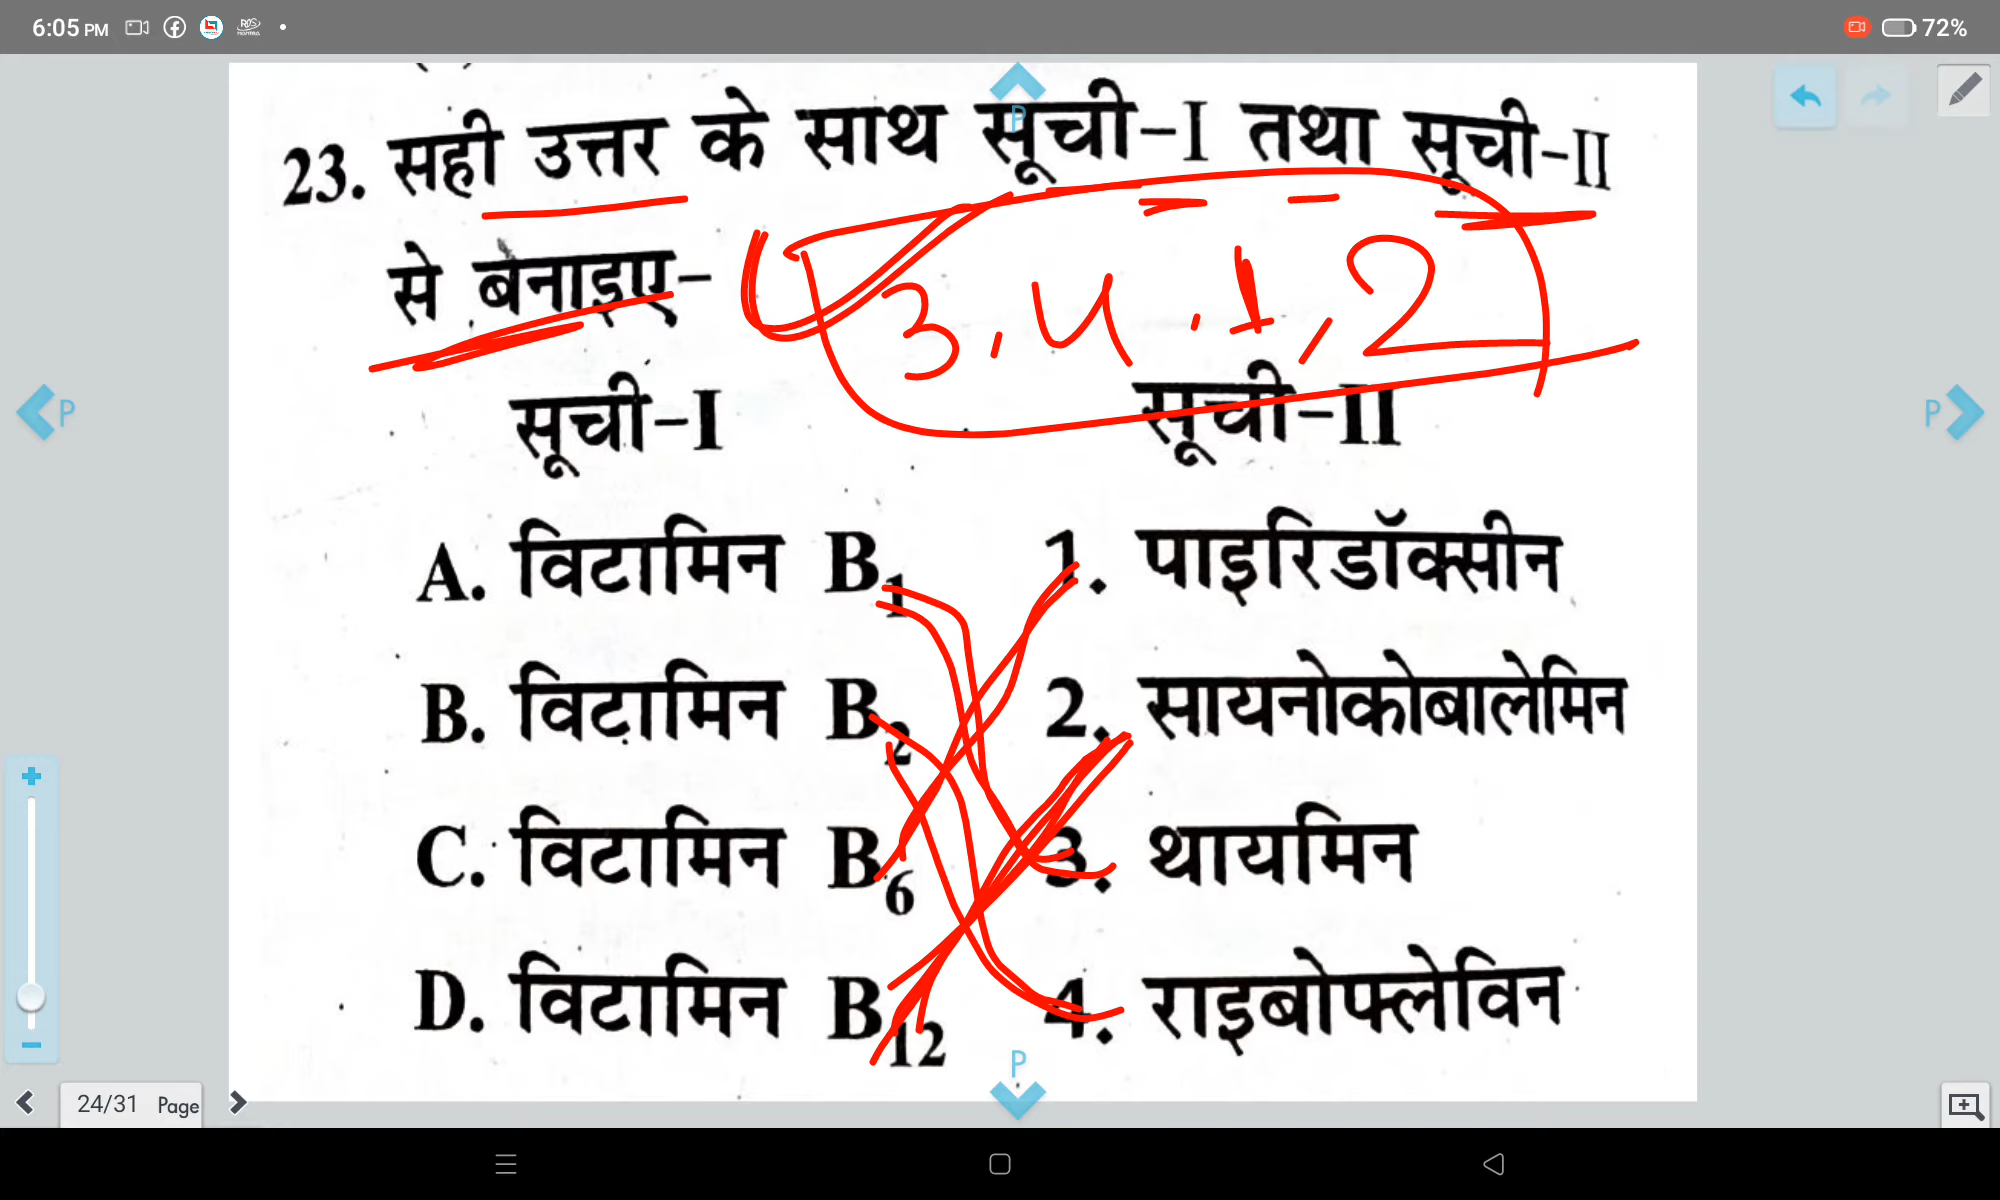 6:05 PM 72%
23. सही उत्तर के साथ सूची-I तथा सूची-II
से बनाइए-
3, 4, 1, 2
सूची-I सूची-II
A. विटामिन B1 1. पाइरिडॉक्सीन
B. विटामिन B2 2. सायनोकोबालेमिन
C. विटामिन B6 3. थायमिन
D. विटामिन B12 4. राइबोफ्लेविन
P
P
P
P
24/31 Page